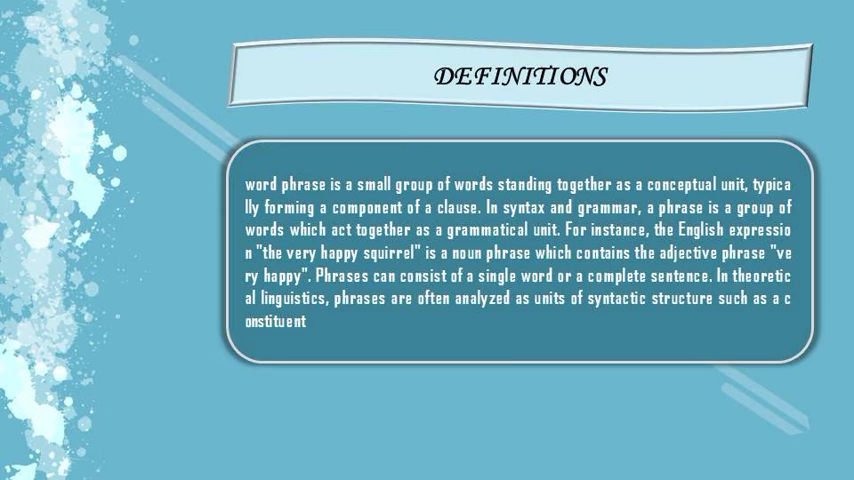 DEFINITIONS
word phrase is a small group of words standing together as a conceptual unit, typica
lly forming a component of a clause. In syntax and grammar, a phrase is a group of
words which act together as a grammatical unit. For instance, the English expressio
n "the very happy squirrel" is a noun phrase which contains the adjective phrase "ve
ry happy". Phrases can consist of a single word or a complete sentence. In theoretic
al linguistics, phrases are often analyzed as units of syntactic structure such as a c
onstituent